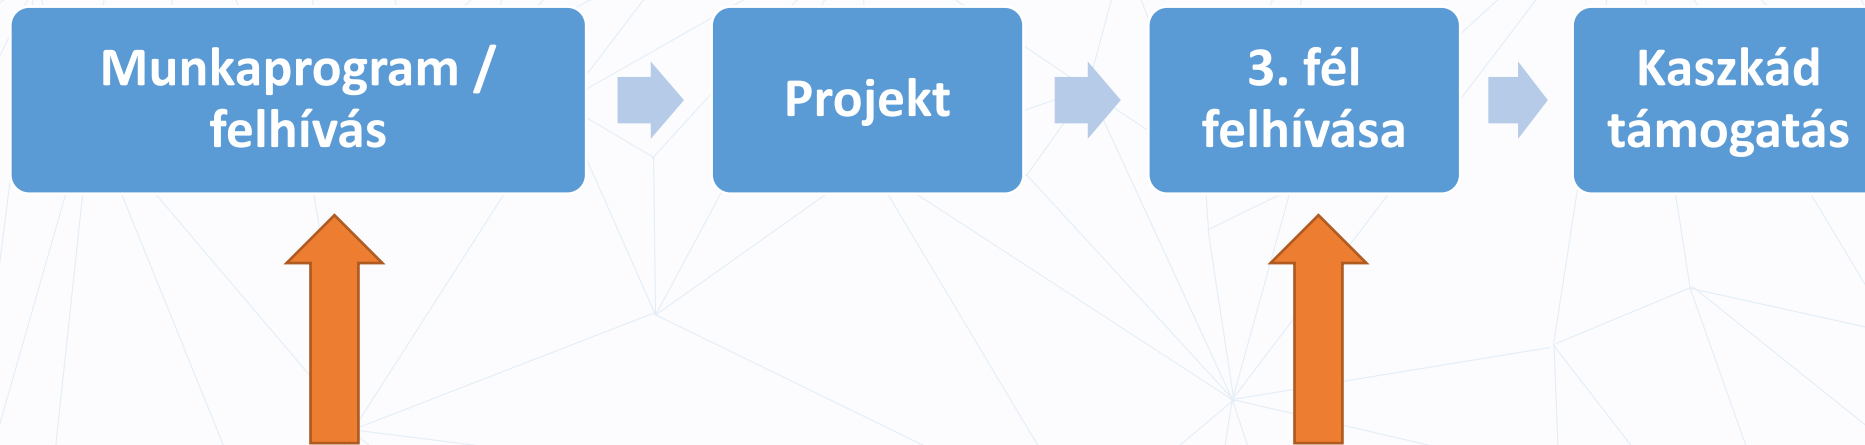 Munkaprogram /
felhívás
Projekt
3. fél
felhívása
Kaszkád
támogatás